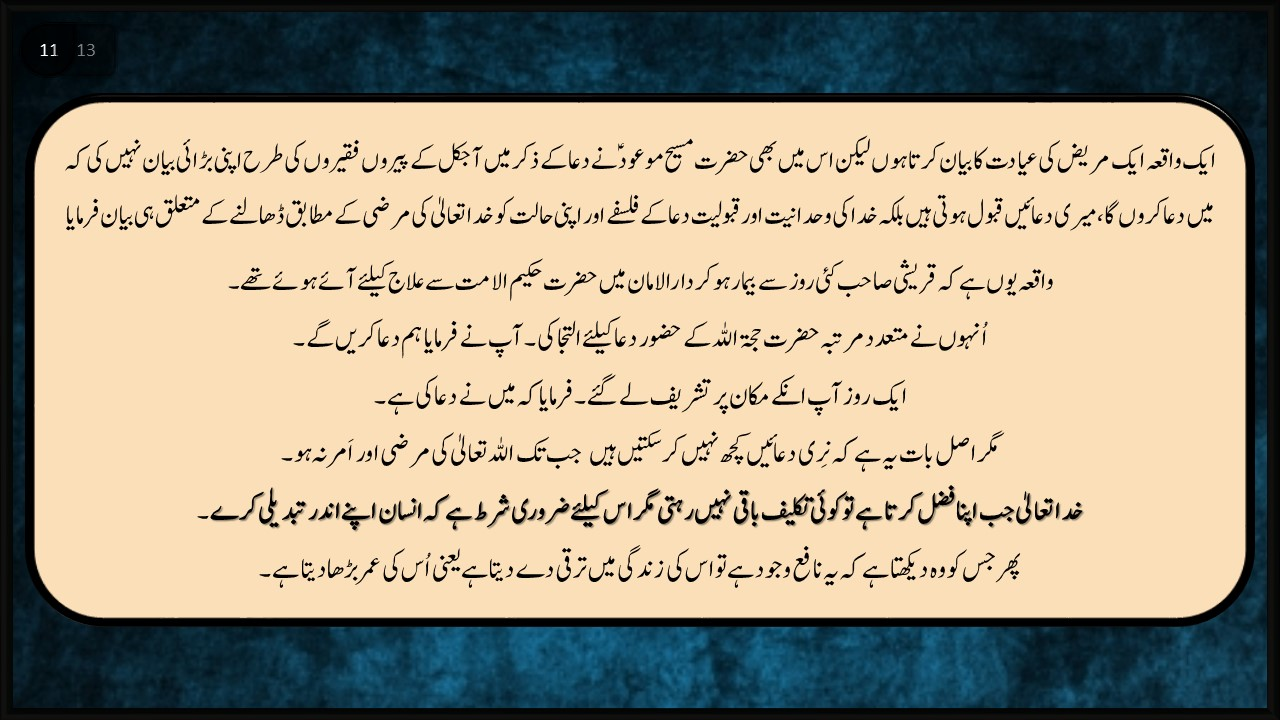 11 13
ایک واقعہ ایک مریض کی عیادت کا بیان کرتا ہوں لیکن اس میں بھی حضرت مسیح موعودؑ نے دعا کے ذکر میں آجکل کے پیروں فقیروں کی طرح اپنی بڑائی بیان نہیں کی کہ
میں دعا کروں گا، میری دعائیں قبول ہوتی ہیں بلکہ خدا کی وحدانیت اور قبولیت دعا کے فلسفے اور اپنی حالت کو خدا تعالیٰ کی مرضی کے مطابق ڈھالنے کے متعلق ہی بیان فرمایا
واقعہ یوں ہے کہ قریشی صاحب کئی روز سے بیمار ہو کر دارالامان میں حضرت حکیم الامت سے علاج کیلئے آئے ہوئے تھے۔
اُنہوں نے متعدد مرتبہ حضرت حجۃ اللہ کے حضور دعا کیلئے التجا کی۔ آپ نے فرمایا ہم دعا کریں گے۔
ایک روز آپ انکے مکان پر تشریف لے گئے۔ فرمایا کہ میں نے دعا کی ہے۔
مگر اصل بات یہ ہے کہ نِری دعائیں کچھ نہیں کر سکتیں ہیں جب تک اللہ تعالیٰ کی مرضی اور اَمر نہ ہو۔
خدا تعالیٰ جب اپنا فضل کرتا ہے تو کوئی تکلیف باقی نہیں رہتی مگر اس کیلئے ضروری شرط ہے کہ انسان اپنے اندر تبدیلی کرے۔
پھر جس کو وہ دیکھتا ہے کہ یہ نافع وجود ہے تو اس کی زندگی میں ترقی دے دیتا ہے یعنی اُس کی عمر بڑھا دیتا ہے۔